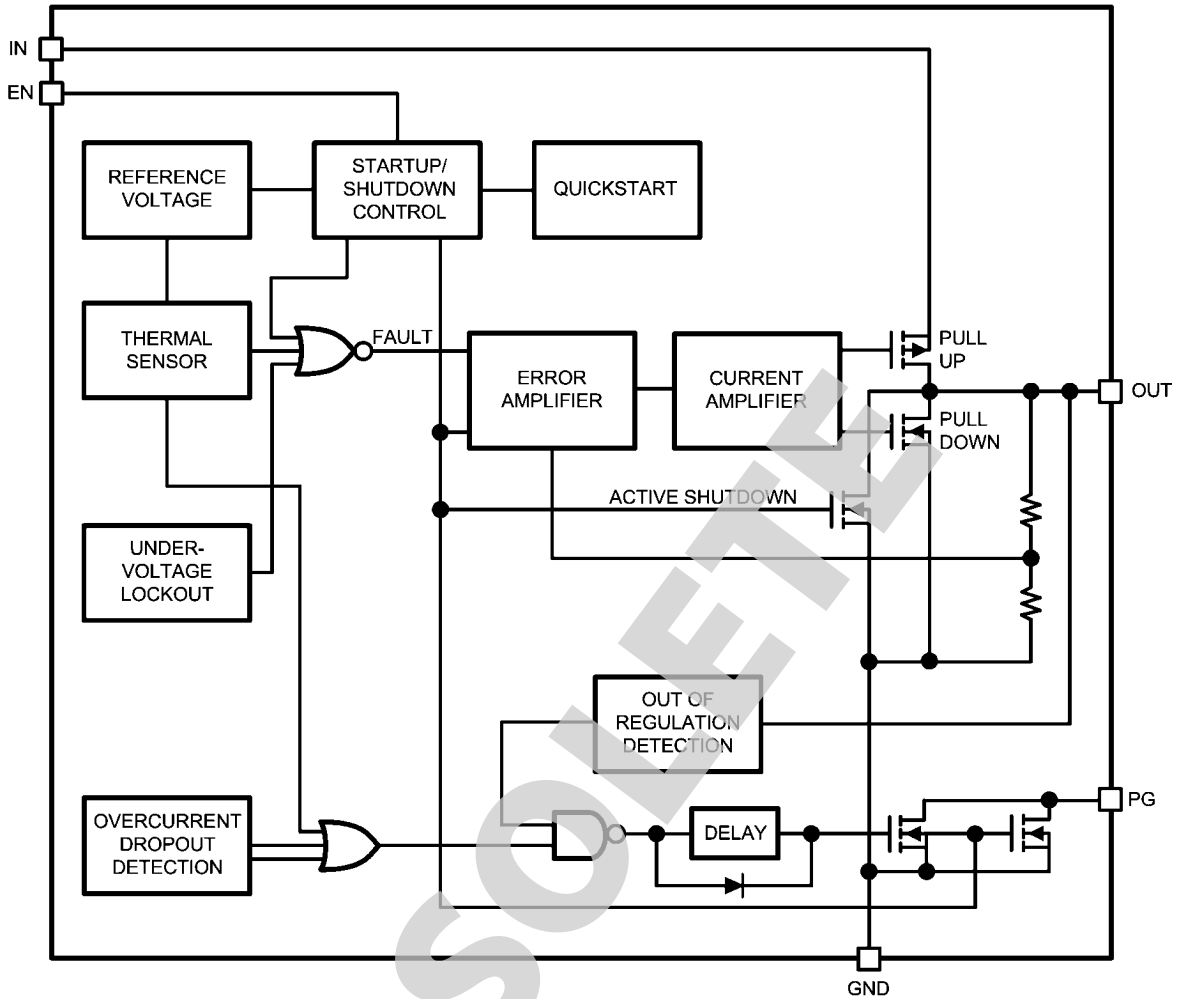 IN
EN
REFERENCE
VOLTAGE
STARTUP/
SHUTDOWN
CONTROL
QUICKSTART
THERMAL
SENSOR
FAULT
ERROR
AMPLIFIER
CURRENT
AMPLIFIER
PULL
UP
OUT
PULL
DOWN
ACTIVE SHUTDOWN
UNDER-
VOLTAGE
LOCKOUT
OUT OF
REGULATION
DETECTION
OVERCURRENT
DROPOUT
DETECTION
DELAY
PG
GND
SOLETE